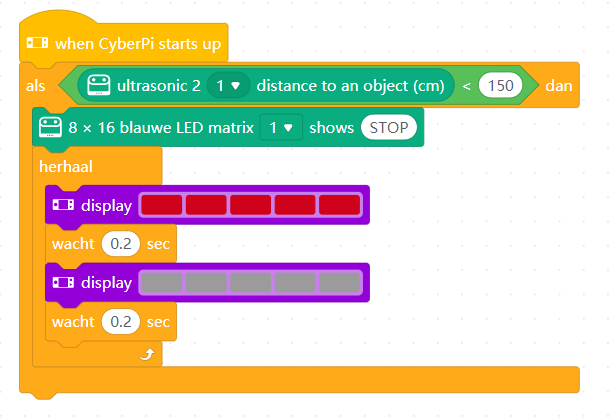 when CyberPi starts up
als ultrasonic 2 1 distance to an object (cm) < 150 dan
8 × 16 blauwe LED matrix 1 shows STOP
herhaal
display
wacht 0.2 sec
display
wacht 0.2 sec